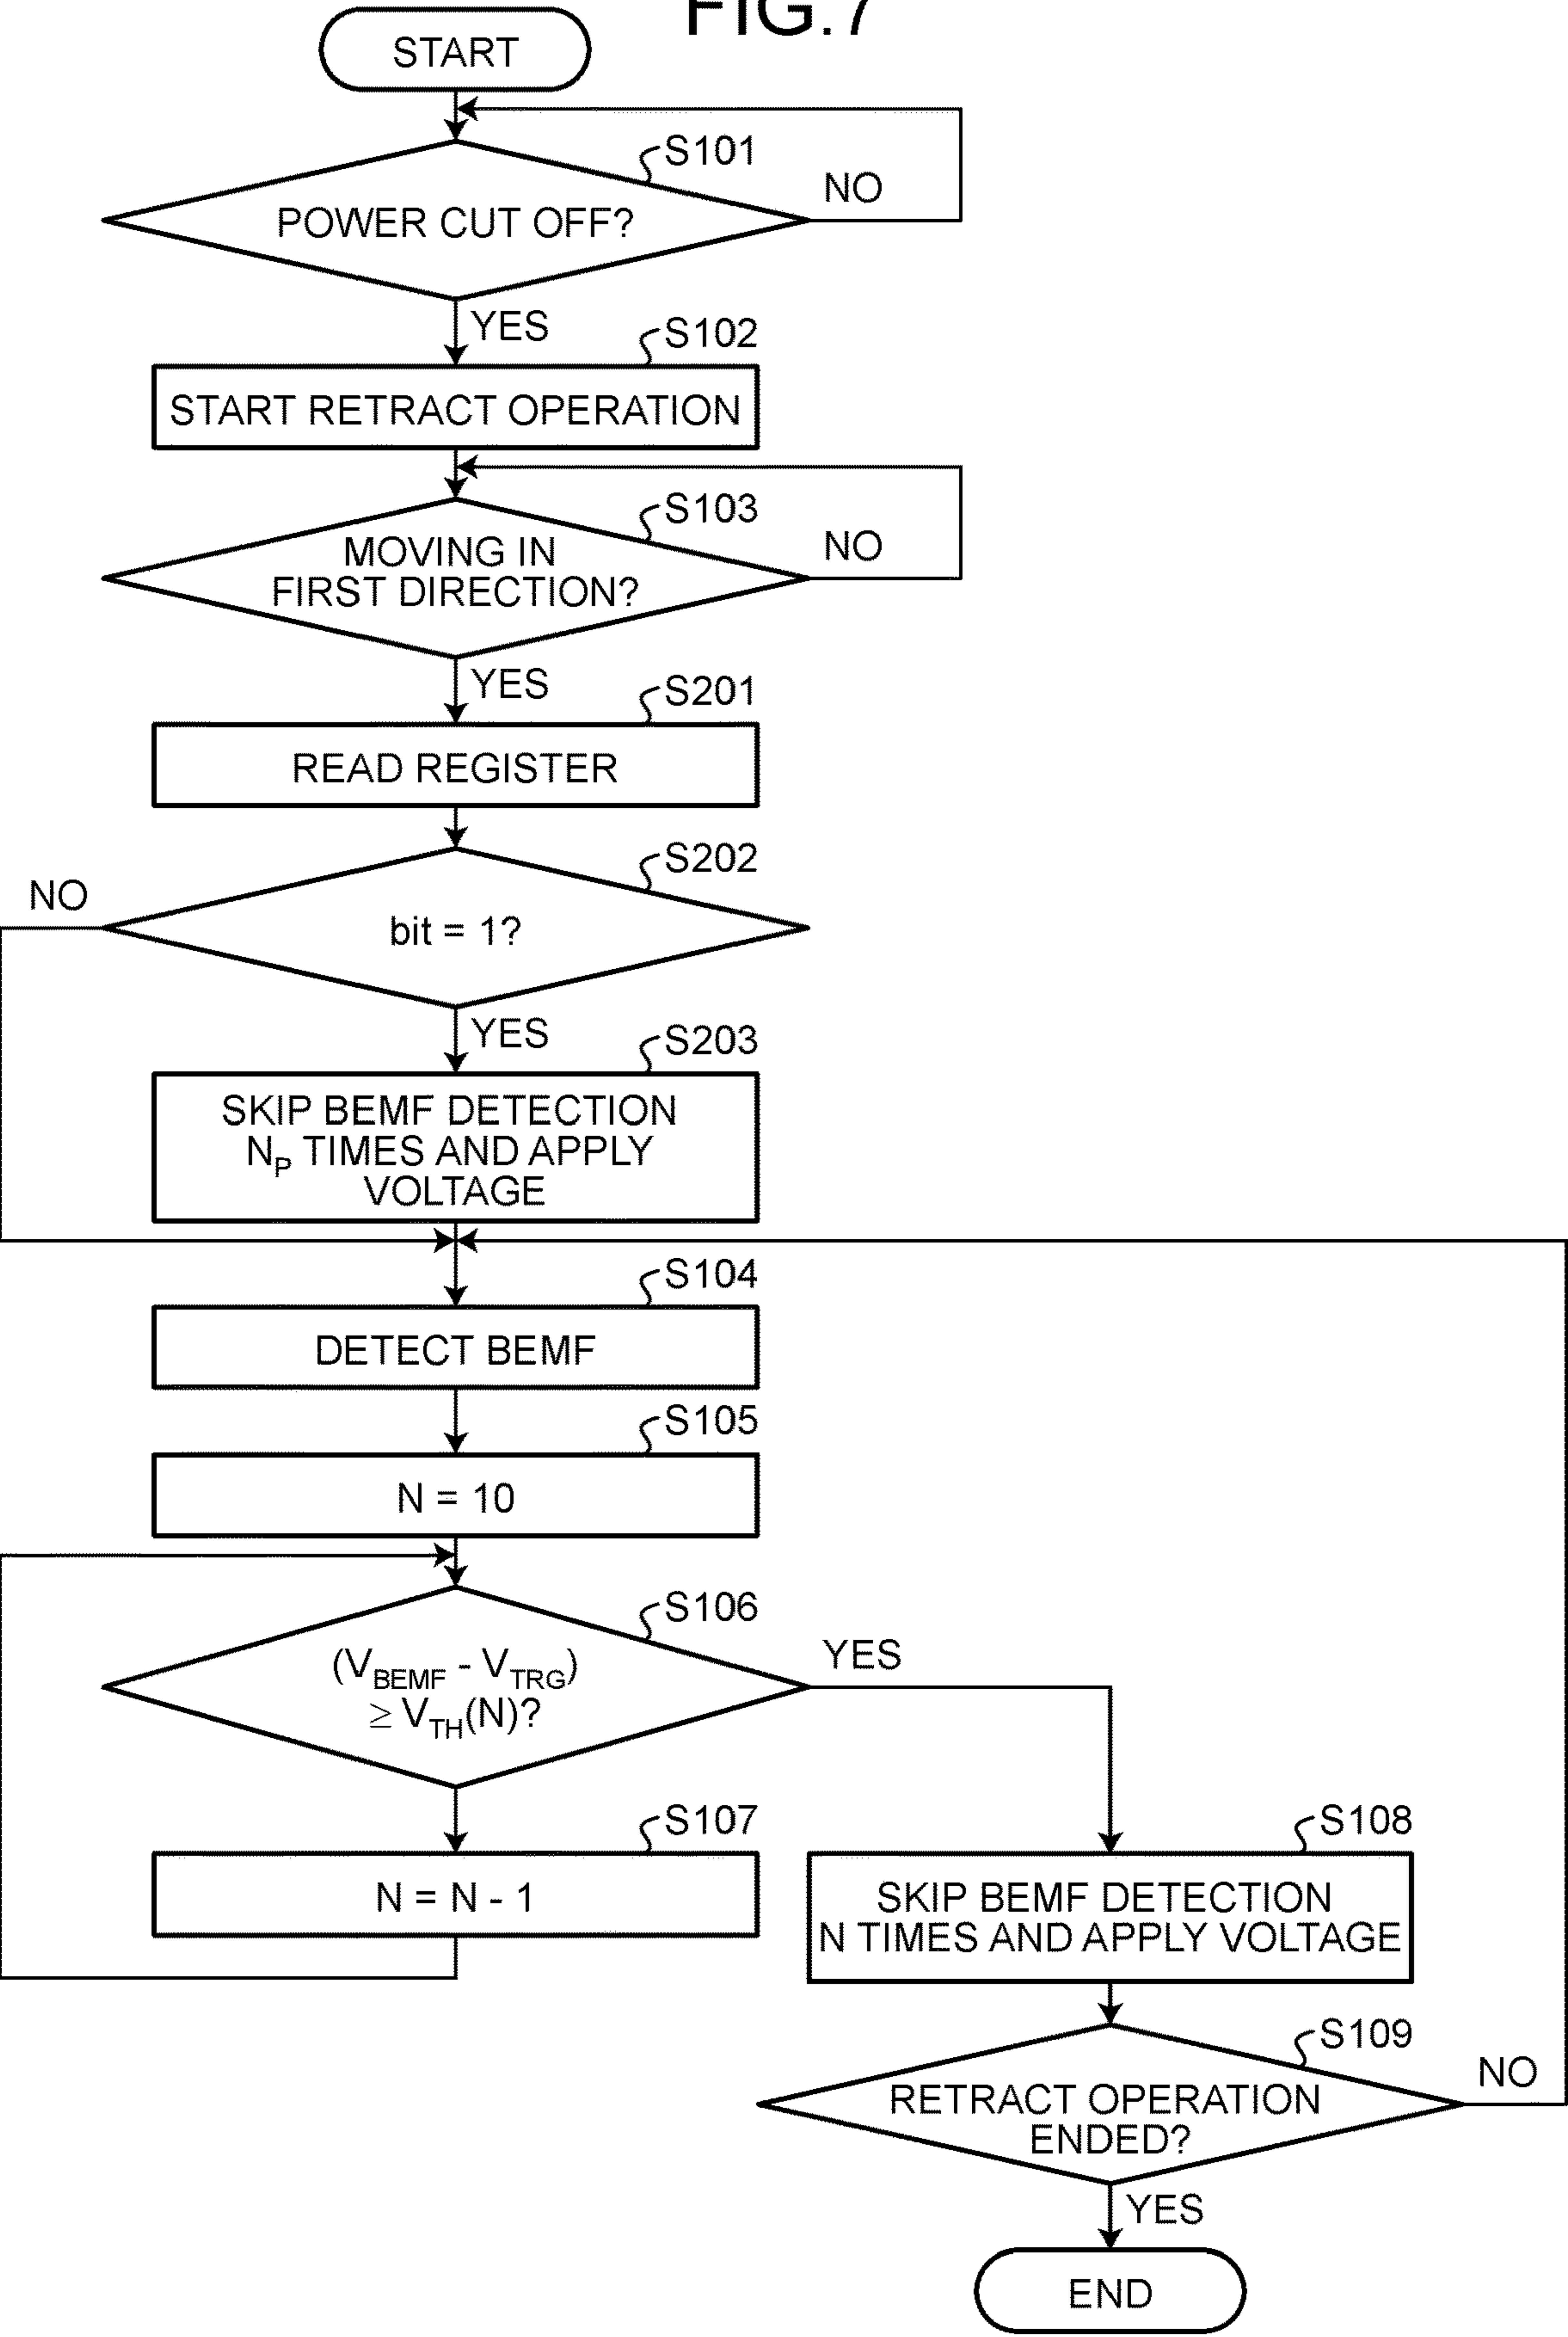 FIG.7
START
S101
POWER CUT OFF?
NO
YES
S102
START RETRACT OPERATION
S103
MOVING IN
FIRST DIRECTION?
NO
YES
S201
READ REGISTER
S202
NO
bit = 1?
YES
S203
SKIP BEMF DETECTION
NP TIMES AND APPLY
VOLTAGE
S104
DETECT BEMF
S105
N = 10
S106
(VBEMF - VTRG)
≥ VTH(N)?
YES
S107
N = N - 1
S108
SKIP BEMF DETECTION
N TIMES AND APPLY VOLTAGE
S109
RETRACT OPERATION
ENDED?
NO
YES
END